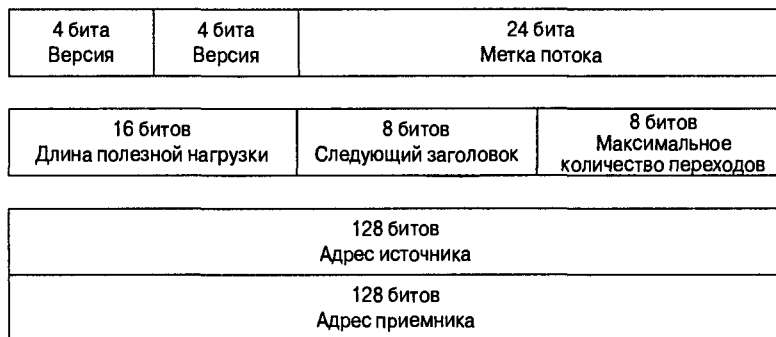 4 бита 4 бита 24 бита
Версия Версия Метка потока
16 битов 8 битов 8 битов
Длина полезной нагрузки Следующий заголовок Максимальное количество переходов
128 битов
Адрес источника
128 битов
Адрес приемника